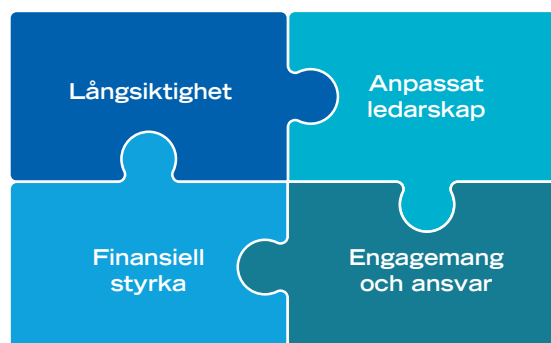 Långsiktighet
Anpassat
ledarskap
Finansiell
styrka
Engagemang
och ansvar